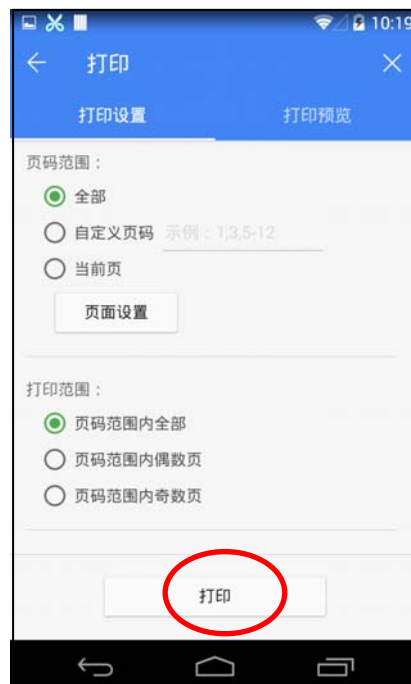 10:19
打印
打印设置 打印预览
页码范围：
全部
自定义页码 示例：1,3,5-12
当前页
页面设置
打印范围：
页码范围内全部
页码范围内偶数页
页码范围内奇数页
打印